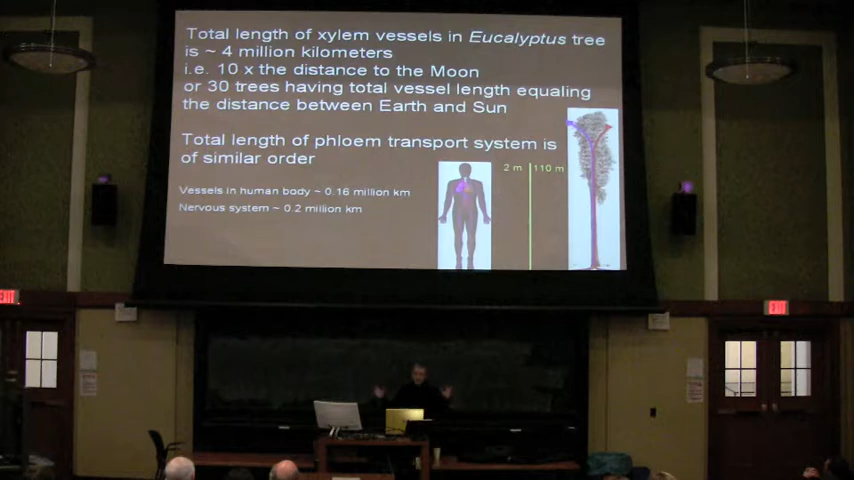 Total length of xylem vessels in Eucalyptus tree
is ~ 4 million kilometers
i.e. 10 x the distance to the Moon
or 30 trees having total vessel length equaling
the distance between Earth and Sun
Total length of phloem transport system is
of similar order
2 m
110 m
Vessels in human body ~ 0.16 million km
Nervous system ~ 0.2 million km
EXIT
EXIT